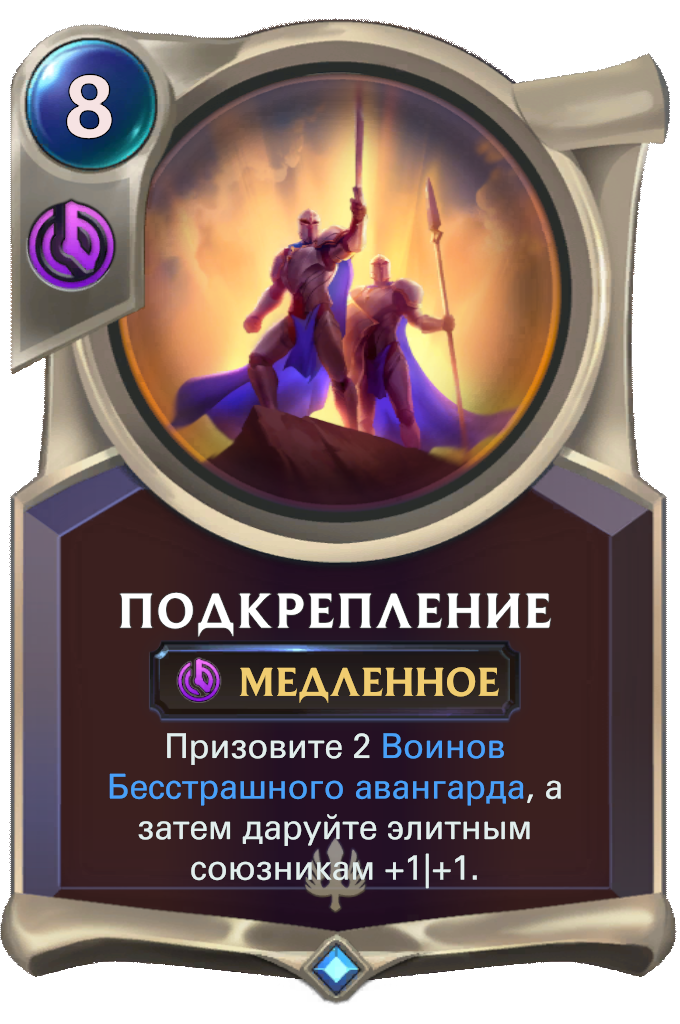 8
ПОДКРЕПЛЕНИЕ
МЕДЛЕННОЕ
Призовите 2 Воинов
Бесстрашного авангарда, а
затем даруйте элитным
союзникам +1|+1.